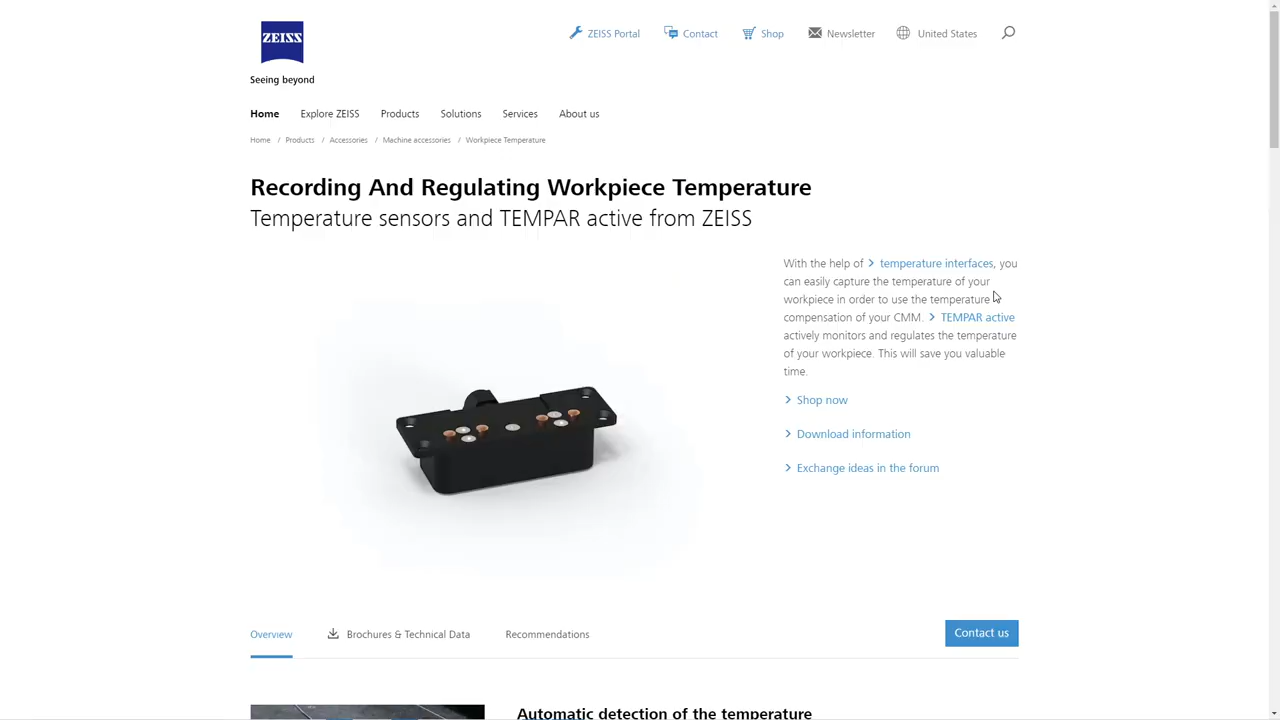 ZEISS
Seeing beyond
ZEISS Portal
Contact
Shop
Newsletter
United States
Home Explore ZEISS Products Solutions Services About us
Home / Products / Accessories / Machine accessories / Workpiece Temperature
Recording And Regulating Workpiece Temperature
Temperature sensors and TEMPAR active from ZEISS
With the help of > temperature interfaces, you
can easily capture the temperature of your
workpiece in order to use the temperature
compensation of your CMM. > TEMPAR active
actively monitors and regulates the temperature
of your workpiece. This will save you valuable
time.
> Shop now
> Download information
> Exchange ideas in the forum
Overview Brochures & Technical Data Recommendations
Contact us
Automatic detection of the temperature